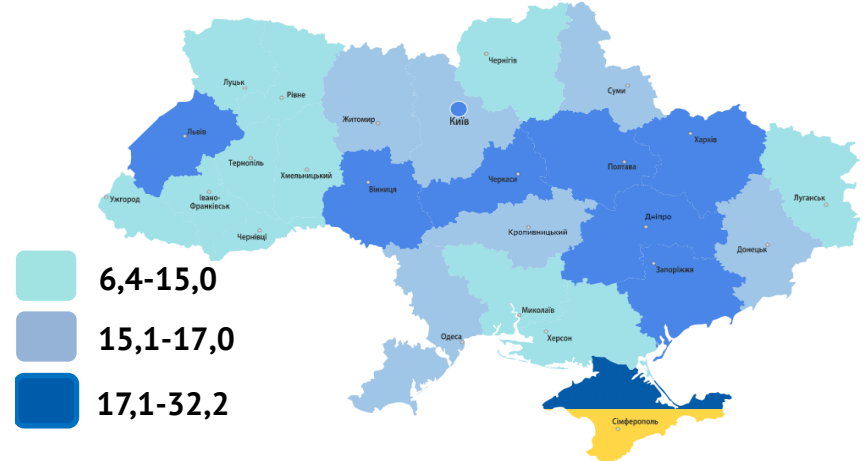 Чернігів
Луцьк
Суми
Рівне
Київ
Житомир
Львів
Харків
Тернопіль
Полтава
Хмельницький
Черкаси
Вінниця
Ужгород
Івано-
Франківськ
Луганськ
Дніпро
Чернівці
Кропивницький
Донецьк
Запоріжжя
6,4-15,0
Миколаїв
15,1-17,0
Одеса
Херсон
17,1-32,2
Сімферополь